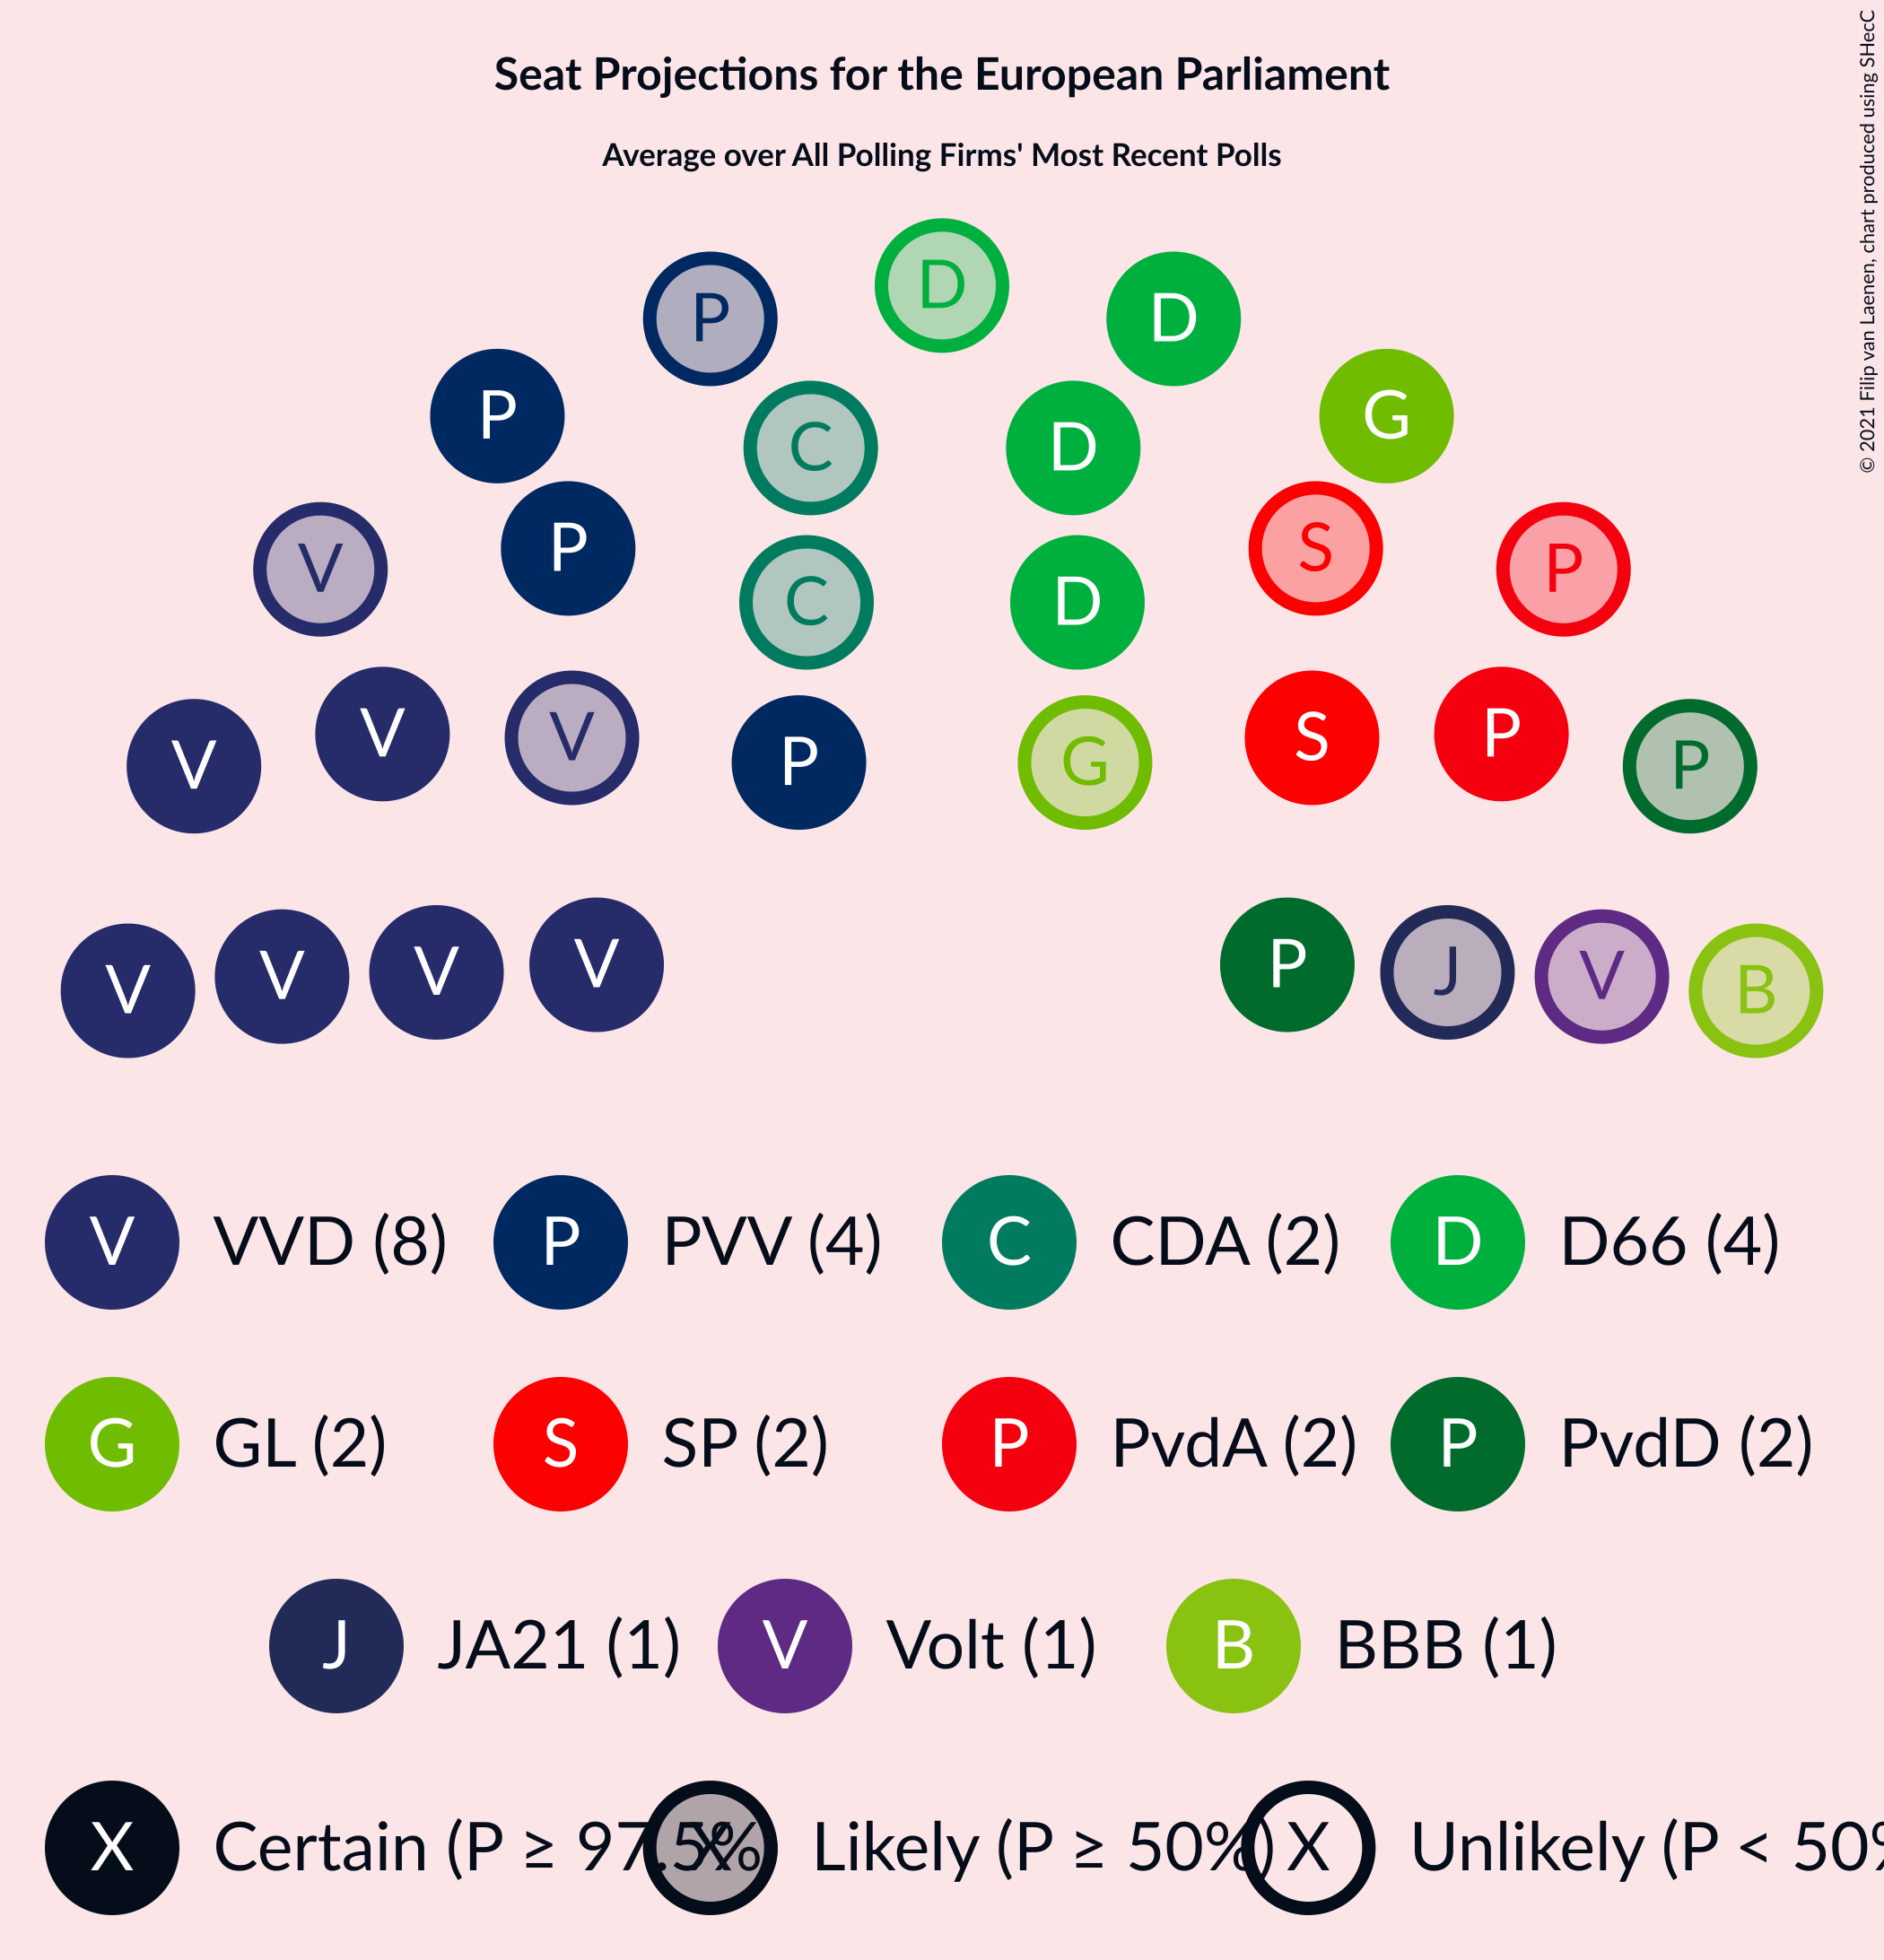 Seat Projections for the European Parliament
Average over All Polling Firms' Most Recent Polls
© 2021 Filip van Laenen, chart produced using SHecC
D
P D
P G
C D
P S
V P
C D
V V P G S P P
V
V V V V P J V B
V VVD (8) P PVV (4) C CDA (2) D D66 (4)
G GL (2) S SP (2) P PvdA (2) P PvdD (2)
J JA21 (1) V Volt (1) B BBB (1)
X Certain (P ≥ 97.5% X Likely (P ≥ 50%) X Unlikely (P < 50%